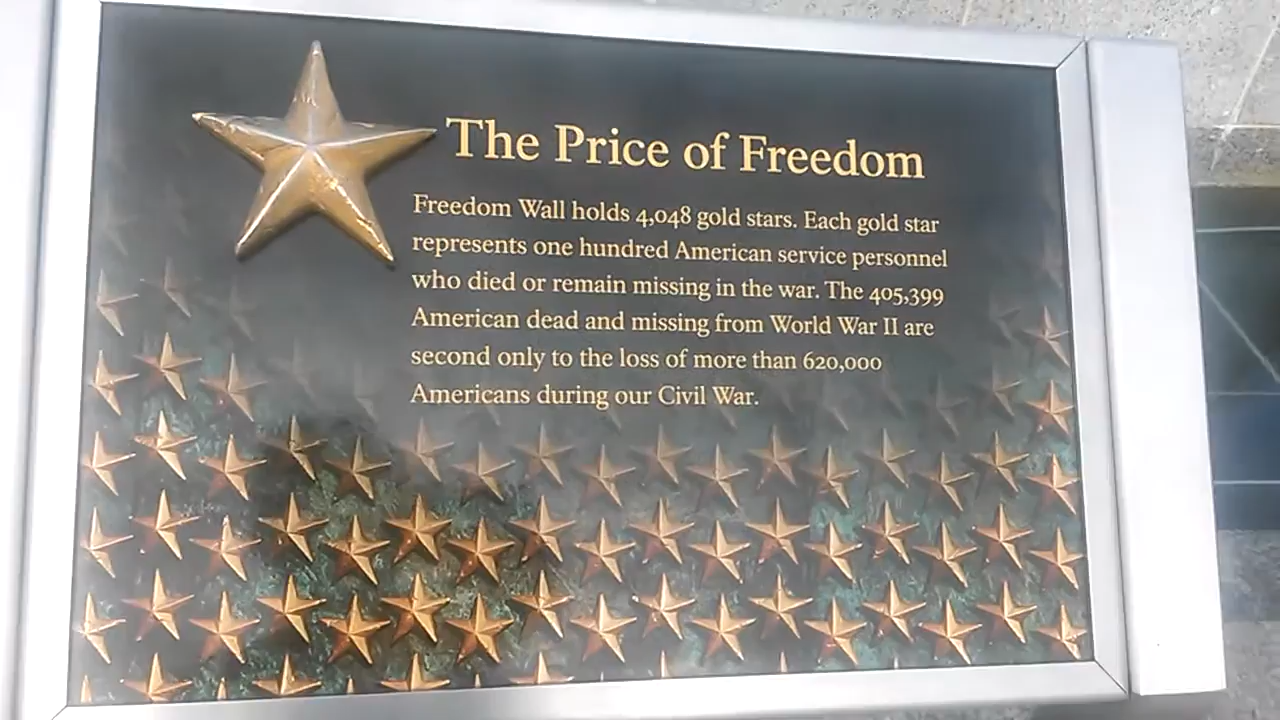 The Price of Freedom
Freedom Wall holds 4,048 gold stars. Each gold star
represents one hundred American service personnel
who died or remain missing in the war. The 405,399
American dead and missing from World War II are
second only to the loss of more than 620,000
Americans during our Civil War.